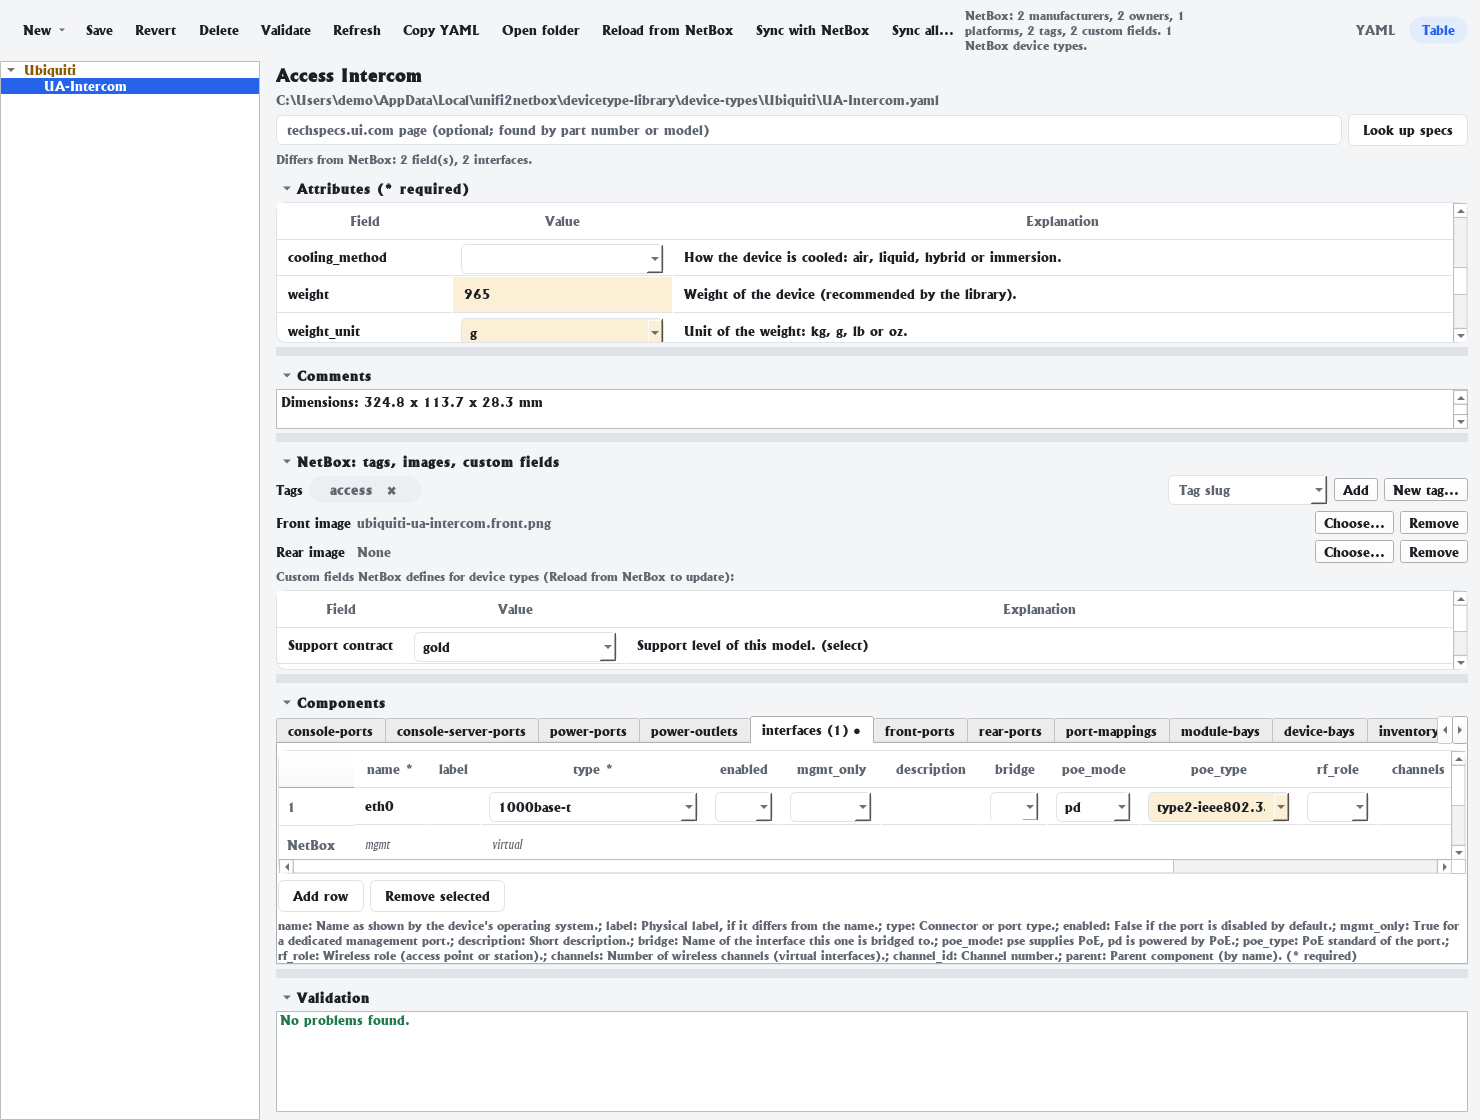 New Save Revert Delete Validate Refresh Copy YAML Open folder Reload from NetBox Sync with NetBox Sync all...
NetBox: 2 manufacturers, 2 owners, 1
platforms, 2 tags, 2 custom fields. 1
NetBox device types.
YAML Table
Ubiquiti
UA-Intercom
Access Intercom
C:\Users\demo\AppData\Local\unifi2netbox\devicetype-library\device-types\Ubiquiti\UA-Intercom.yaml
techspecs.ui.com page (optional; found by part number or model) Look up specs
Differs from NetBox: 2 field(s), 2 interfaces.
Attributes (* required)
Field Value Explanation
cooling_method How the device is cooled: air, liquid, hybrid or immersion.
weight 965 Weight of the device (recommended by the library).
weight_unit g Unit of the weight: kg, g, lb or oz.
Comments
Dimensions: 324.8 x 113.7 x 28.3 mm
NetBox: tags, images, custom fields
Tags access ✖ Tag slug Add New tag...
Front image ubiquiti-ua-intercom.front.png Choose... Remove
Rear image None Choose... Remove
Custom fields NetBox defines for device types (Reload from NetBox to update):
Field Value Explanation
Support contract gold Support level of this model. (select)
Components
console-ports console-server-ports power-ports power-outlets interfaces (1) ● front-ports rear-ports port-mappings module-bays device-bays inventory
name * label type * enabled mgmt_only description bridge poe_mode poe_type rf_role channels
1 eth0 1000base-t pd type2-ieee802.3
NetBox mgmt virtual
Add row Remove selected
name: Name as shown by the device's operating system.; label: Physical label, if it differs from the name.; type: Connector or port type.; enabled: False if the port is disabled by default.; mgmt_only: True for
a dedicated management port.; description: Short description.; bridge: Name of the interface this one is bridged to.; poe_mode: pse supplies PoE, pd is powered by PoE.; poe_type: PoE standard of the port.;
rf_role: Wireless role (access point or station).; channels: Number of wireless channels (virtual interfaces).; channel_id: Channel number.; parent: Parent component (by name). (* required)
Validation
No problems found.